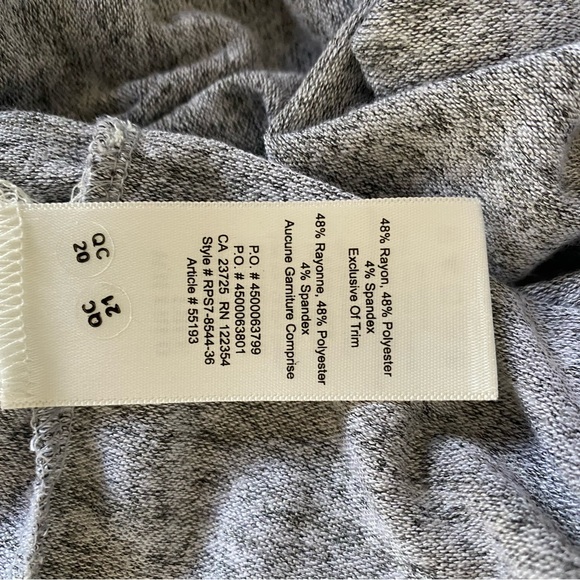 48% Rayon, 48% Polyester
4% Spandex
Exclusive Of Trim
48% Rayonne, 48% Polyester
4% Spandex
Aucune Garniture Comprise
P.O. # 4500063799
P.O. # 4500063801
CA 23725 RN 122354
Style # RPS7-8544-36
Article # 55193
QC
20
QC
21